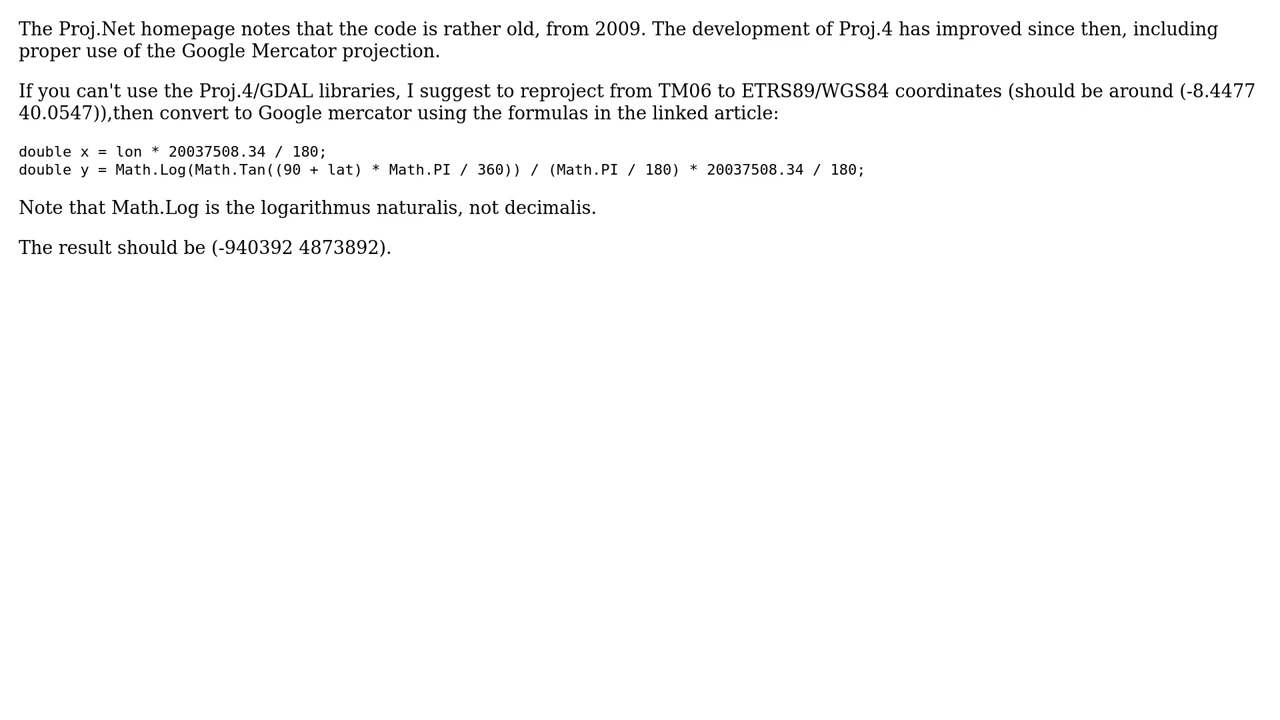 The Proj.Net homepage notes that the code is rather old, from 2009. The development of Proj.4 has improved since then, including
proper use of the Google Mercator projection.
If you can't use the Proj.4/GDAL libraries, I suggest to reproject from TM06 to ETRS89/WGS84 coordinates (should be around (-8.4477
40.0547)),then convert to Google mercator using the formulas in the linked article:
double x = lon * 20037508.34 / 180;
double y = Math.Log(Math.Tan((90 + lat) * Math.PI / 360)) / (Math.PI / 180) * 20037508.34 / 180;
Note that Math.Log is the logarithmus naturalis, not decimalis.
The result should be (-940392 4873892).